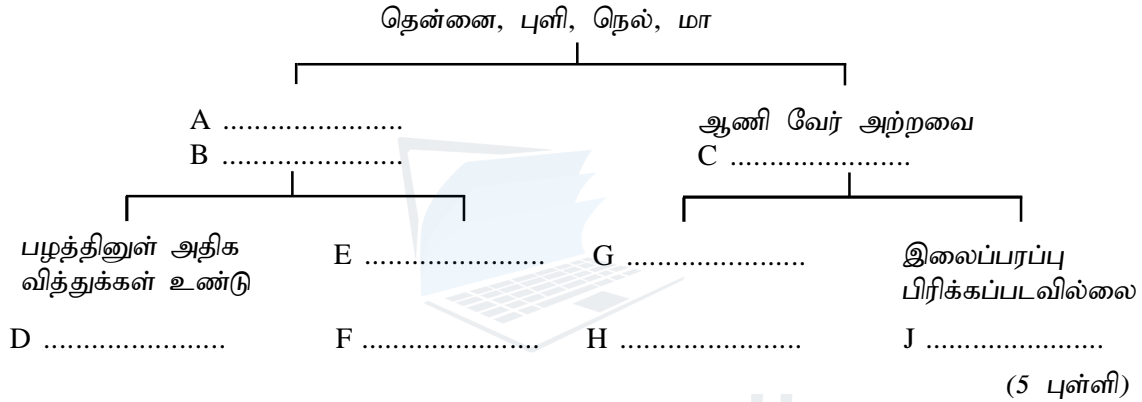 தென்னை, புளி, நெல், மா
A ....................... ஆணி வேர் அற்றவை
B ....................... C .......................
பழத்தினுள் அதிக வித்துக்கள் உண்டு
E ....................... G .......................
இலைப்பரப்பு பிரிக்கப்படவில்லை
D ....................... F ....................... H ....................... J .......................
(5 புள்ளி)